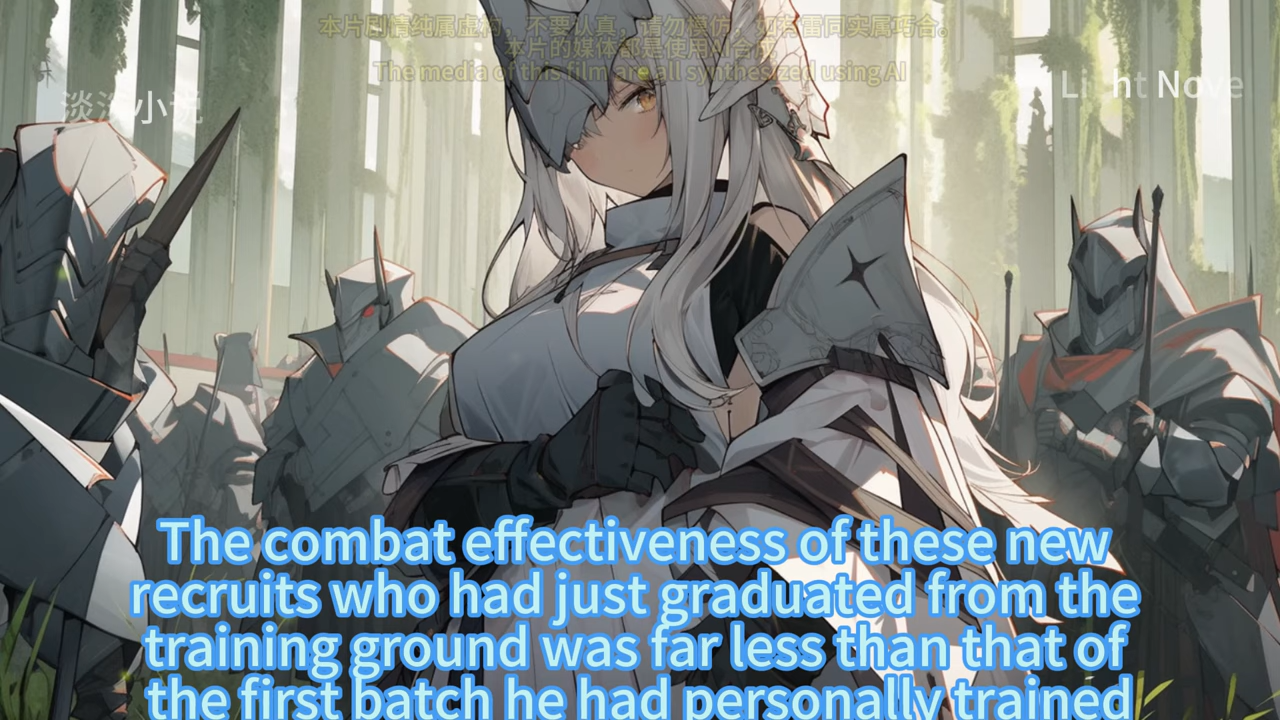 本片剧情纯属虚构，不要认真，请勿模仿，如有雷同实属巧合。
本片的媒体都是使用AI合成
The media of this film are all synthesized using AI
Light Nove
小说
The combat effectiveness of these new
recruits who had just graduated from the
training ground was far less than that of
the first batch he had personally trained